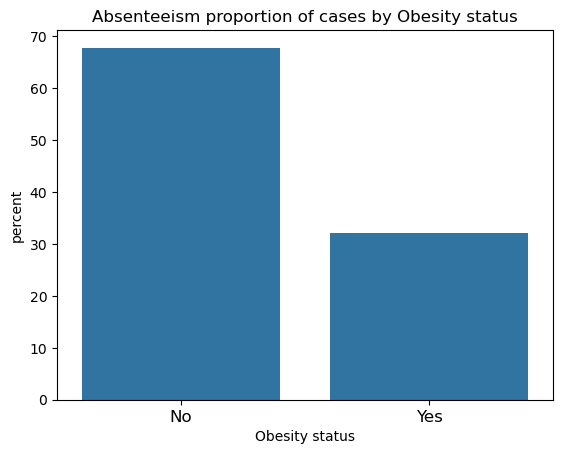 Absenteeism proportion of cases by Obesity status
70
60
50
40
30
20
10
0
percent
No Yes
Obesity status